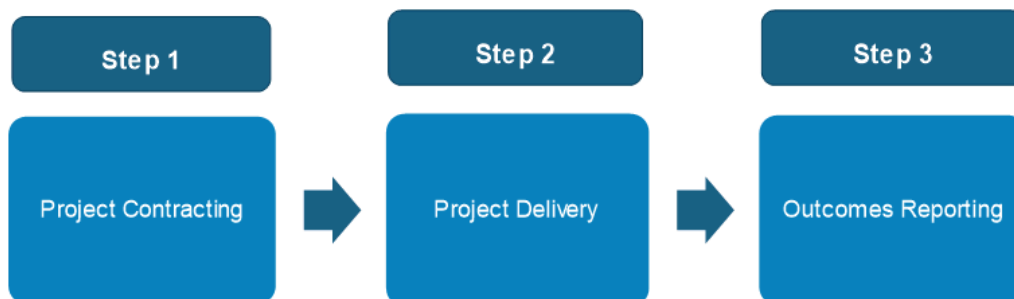 Step 1
Step 2
Step 3
Project Contracting
Project Delivery
Outcomes Reporting